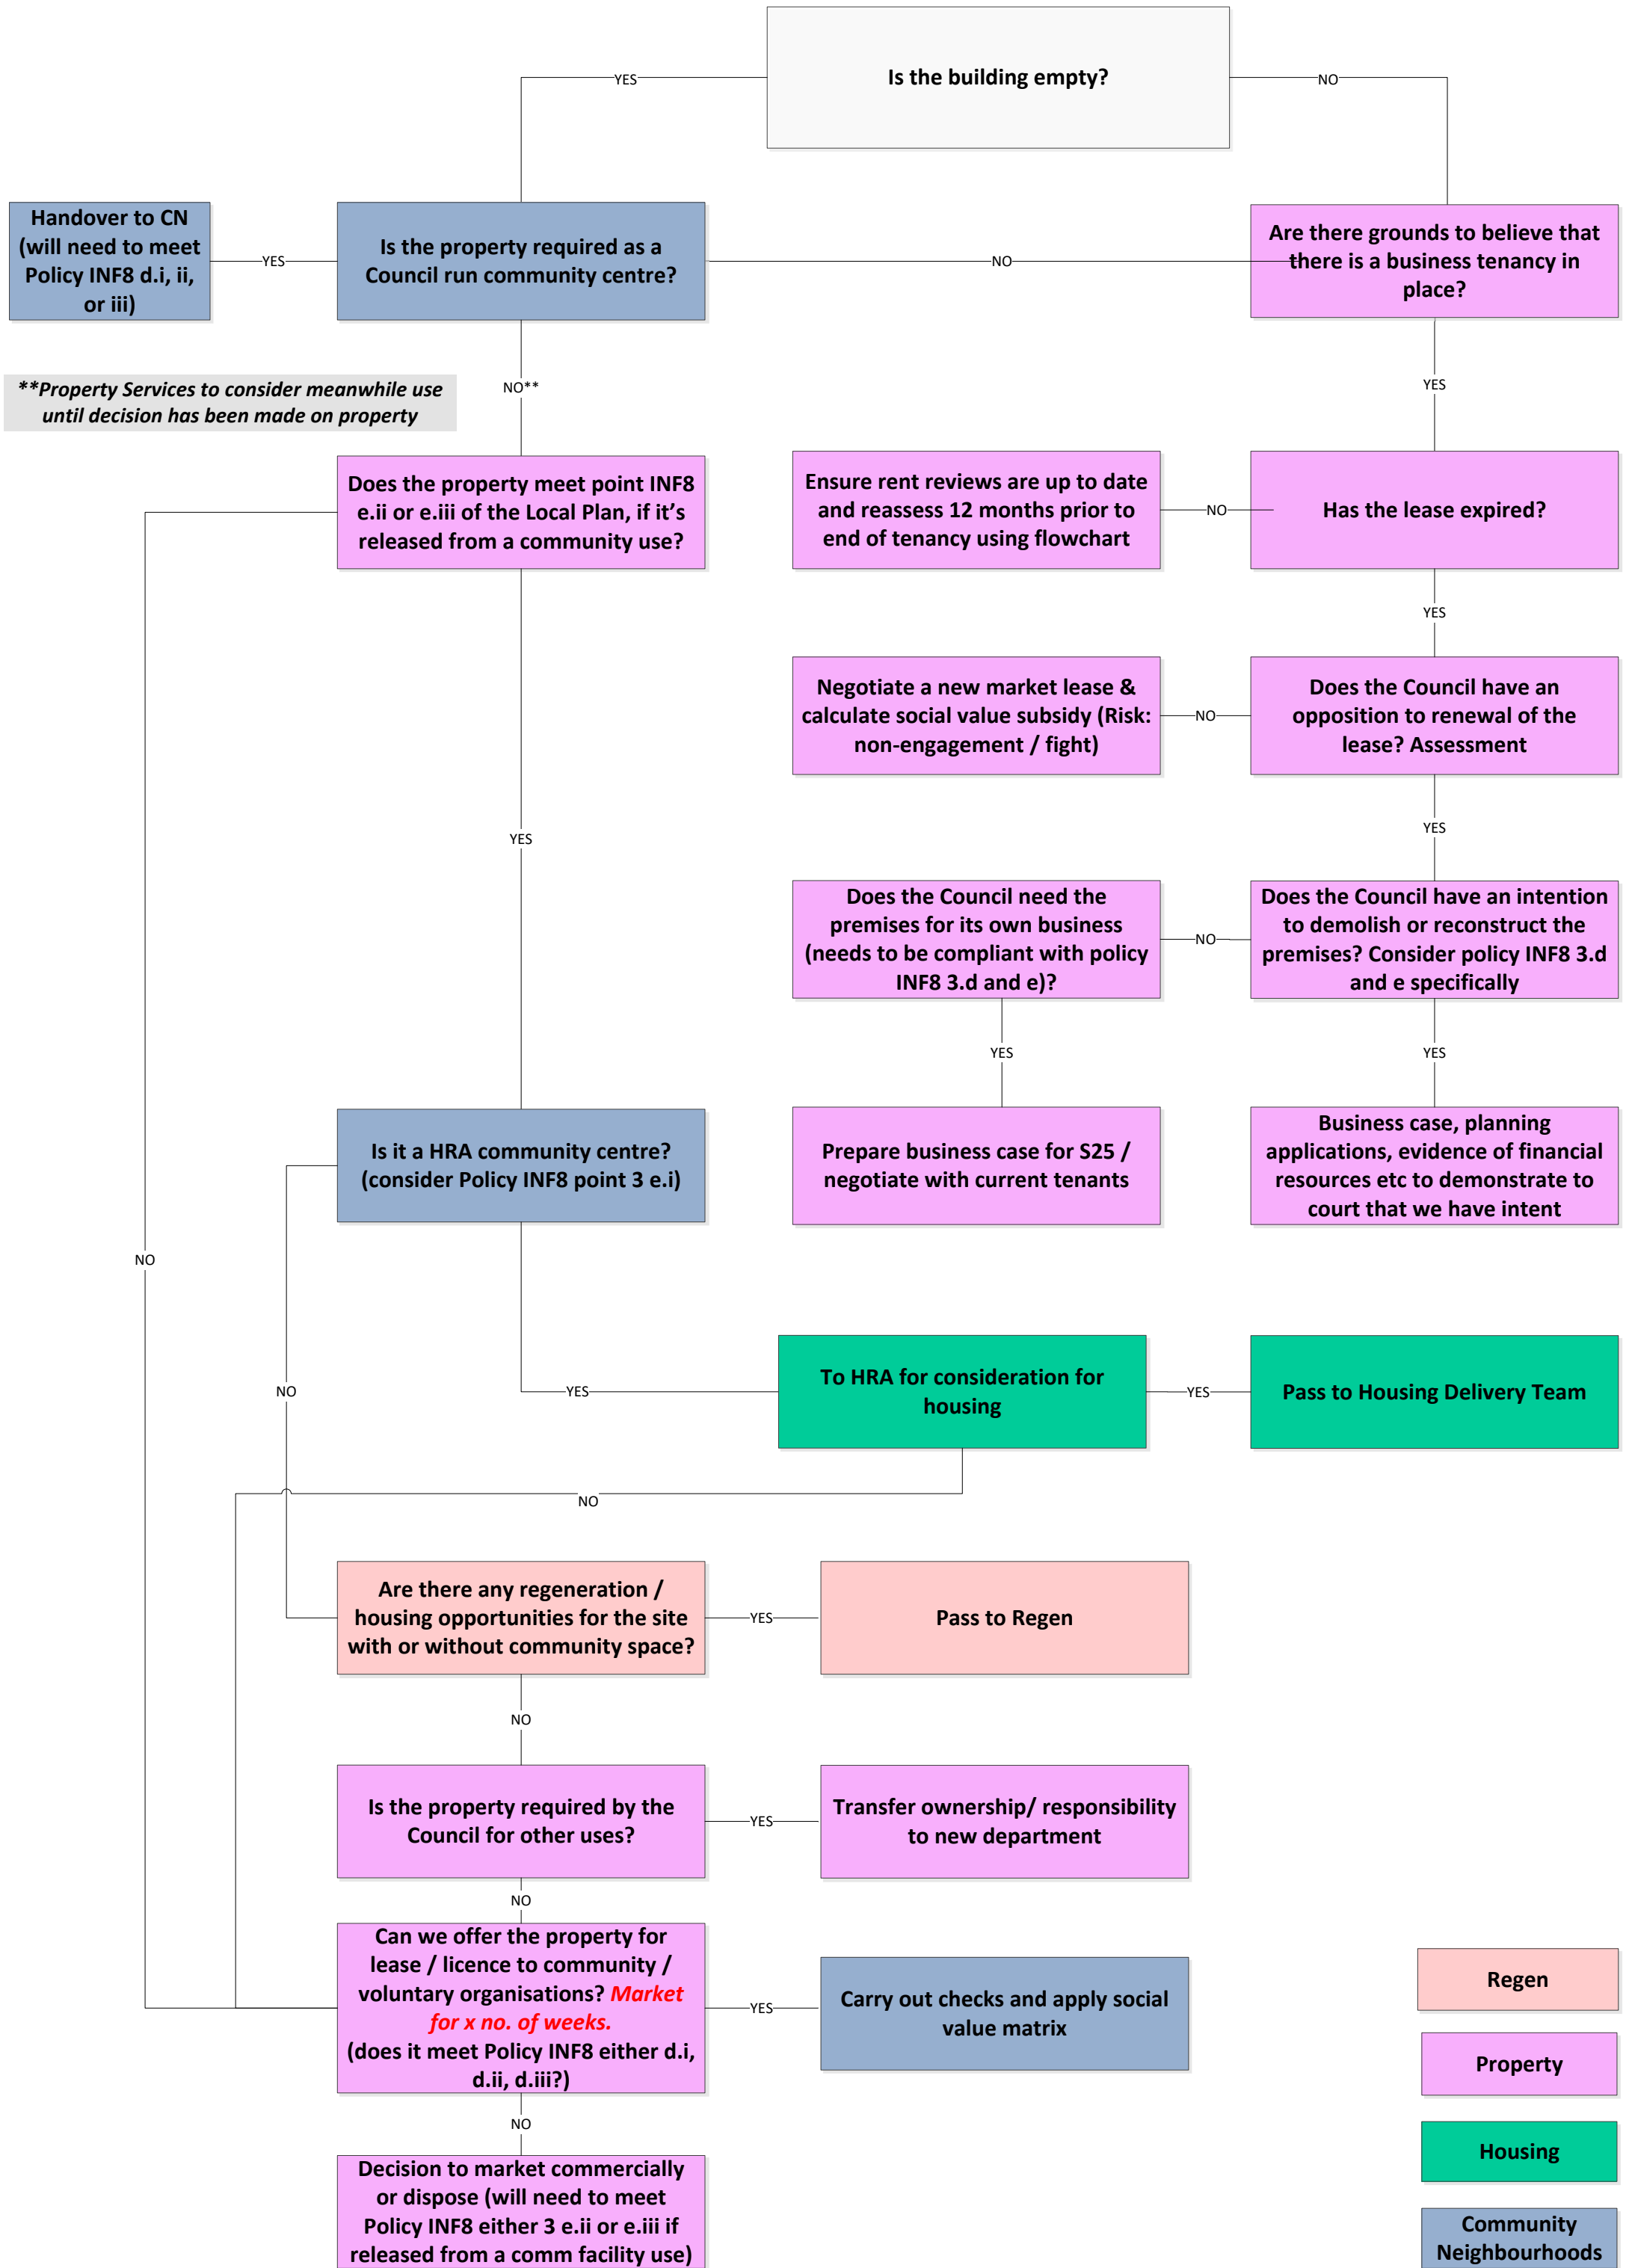 Is the building empty?
YES
NO
Handover to CN
(will need to meet
Policy INF8 d.i, ii,
or iii)
YES
Is the property required as a
Council run community centre?
NO
Are there grounds to believe that
there is a business tenancy in
place?
**Property Services to consider meanwhile use
until decision has been made on property
NO**
YES
Does the property meet point INF8
e.ii or e.iii of the Local Plan, if it's
released from a community use?
Ensure rent reviews are up to date
and reassess 12 months prior to
end of tenancy using flowchart
NO
Has the lease expired?
YES
Negotiate a new market lease &
calculate social value subsidy (Risk:
non-engagement / fight)
NO
Does the Council have an
opposition to renewal of the
lease? Assessment
YES
YES
Does the Council need the
premises for its own business
(needs to be compliant with policy
INF8 3.d and e)?
NO
Does the Council have an intention
to demolish or reconstruct the
premises? Consider policy INF8 3.d
and e specifically
YES
YES
Is it a HRA community centre?
(consider Policy INF8 point 3 e.i)
Prepare business case for S25 /
negotiate with current tenants
Business case, planning
applications, evidence of financial
resources etc to demonstrate to
court that we have intent
NO
NO
YES
To HRA for consideration for
housing
YES
Pass to Housing Delivery Team
NO
Are there any regeneration /
housing opportunities for the site
with or without community space?
YES
Pass to Regen
NO
Is the property required by the
Council for other uses?
YES
Transfer ownership/ responsibility
to new department
NO
Can we offer the property for
lease / licence to community /
voluntary organisations? Market
for x no. of weeks.
(does it meet Policy INF8 either d.i,
d.ii, d.iii?)
YES
Carry out checks and apply social
value matrix
NO
Decision to market commercially
or dispose (will need to meet
Policy INF8 either 3 e.ii or e.iii if
released from a comm facility use)
Regen
Property
Housing
Community
Neighbourhoods